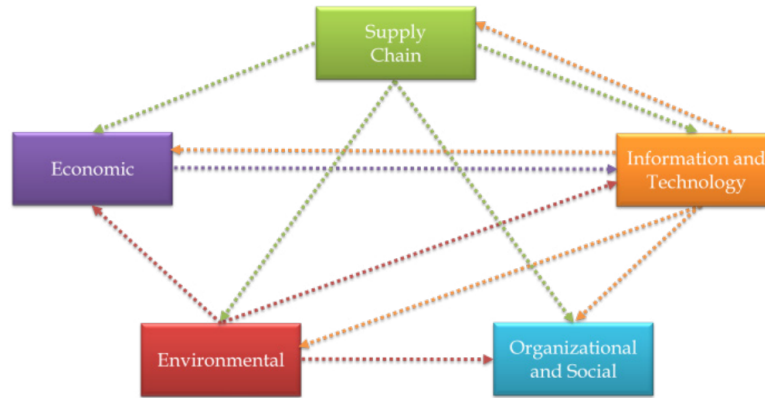 Supply
Chain
Economic
Information and
Technology
Environmental
Organizational
and Social